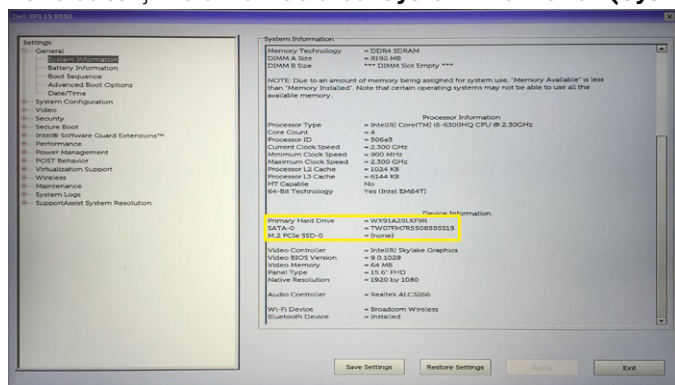 Dell XPS 15 9550
Settings
General
System Information
Battery Information
Boot Sequence
Advanced Boot Options
Date/Time
System Configuration
Video
Security
Secure Boot
Intel® Software Guard Extensions™
Performance
Power Management
POST Behavior
Virtualization Support
Wireless
Maintenance
System Logs
SupportAssist System Resolution
System Information
Memory Technology = DDR4 SDRAM
DIMM A Size = 8192 MB
DIMM B Size *** DIMM Slot Empty ***
NOTE: Due to an amount of memory being assigned for system use, "Memory Available" is less
than "Memory Installed". Note that certain operating systems may not be able to use all the
available memory.
Processor Information
Processor Type = Intel(R) Core(TM) i5-6300HQ CPU @ 2.30GHz
Core Count = 4
Processor ID = 506e3
Current Clock Speed = 2.300 GHz
Minimum Clock Speed = 800 MHz
Maximum Clock Speed = 2.300 GHz
Processor L2 Cache = 1024 KB
Processor L3 Cache = 6144 KB
HT Capable No
64-Bit Technology Yes (Intel EM64T)
Device Information
Primary Hard Drive
SATA-0
M.2 PCIe SSD-0 = (none)
Video Controller = Intel(R) Skylake Graphics
Video BIOS Version = 9.0.1029
Video Memory = 64 MB
Panel Type = 15.6" FHD
Native Resolution = 1920 by 1080
Audio Controller = Realtek ALC3266
Wi-Fi Device = Broadcom Wireless
Bluetooth Device = Installed
Save Settings Restore Settings Apply Exit